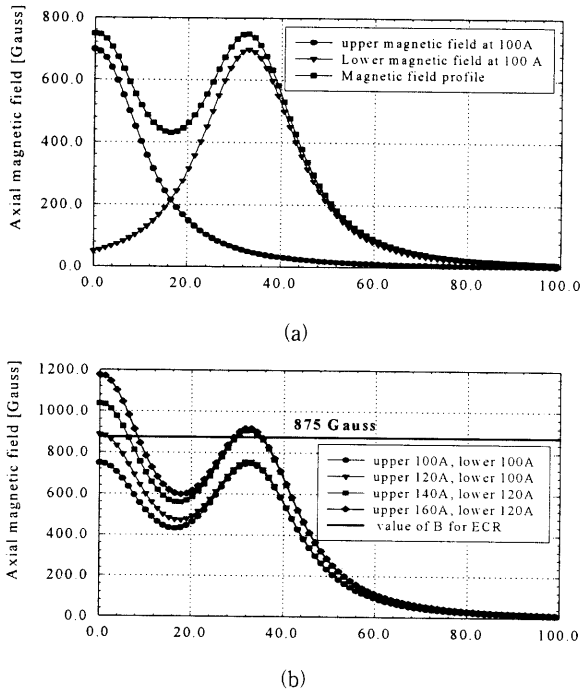 800.0
600.0
400.0
200.0
0.0
Axial magnetic field [Gauss]
upper magnetic field at 100A
Lower magnetic field at 100 A
Magnetic field profile
0.0 20.0 40.0 60.0 80.0 100.0
(a)
1200.0
1000.0
800.0
600.0
400.0
200.0
0.0
Axial magnetic field [Gauss]
875 Gauss
upper 100A, lower 100A
upper 120A, lower 100A
upper 140A, lower 120A
upper 160A, lower 120A
value of B for ECR
0.0 20.0 40.0 60.0 80.0 100.0
(b)